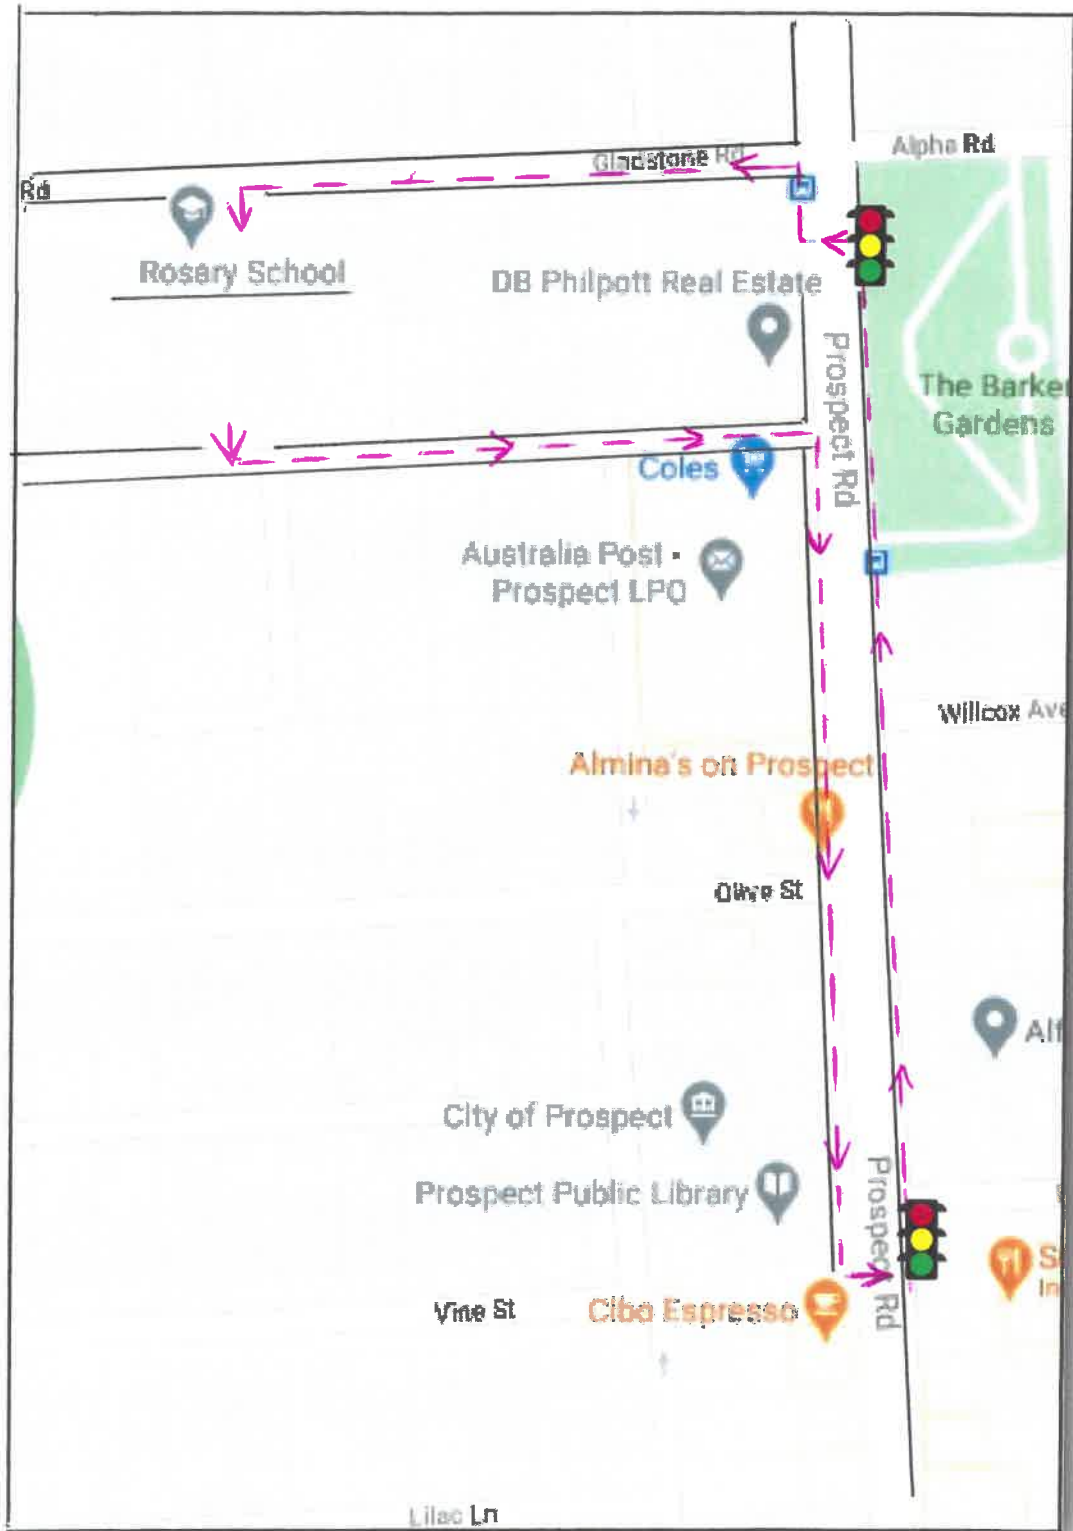 Alpha Rd
Gladstone Rd
Rd
Rosary School
DB Philpott Real Estate
Prospect Rd
The Barker
Gardens
Coles
Australia Post -
Prospect LPO
Willcox Ave
Almina's on Prospect
Olive St
Alf
City of Prospect
Prospect Public Library
Prospect Rd
In
Vine St
Cibo Espresso
Lilac Ln